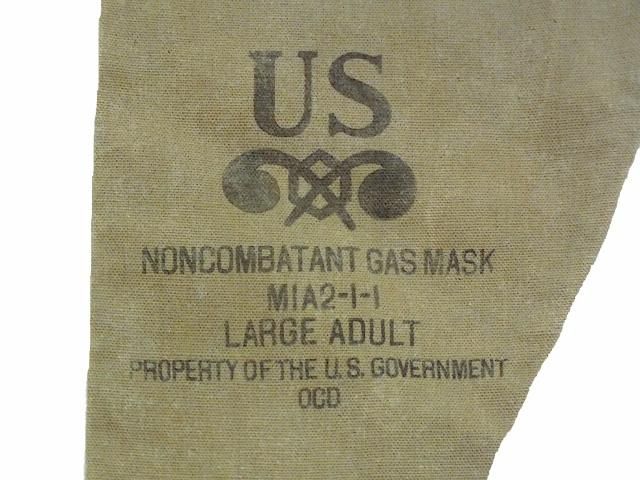 US
NONCOMBATANT GAS MASK
M1A2-1-1
LARGE ADULT
PROPERTY OF THE U.S. GOVERNMENT
OCD